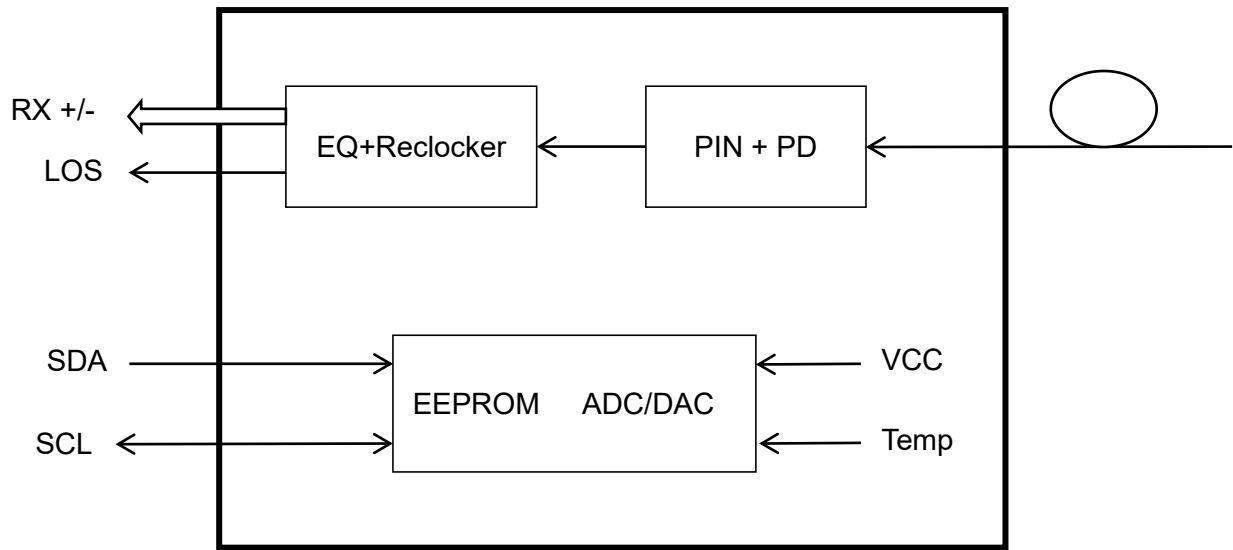 RX +/-
LOS
EQ+Reclocker
PIN + PD
SDA
SCL
EEPROM ADC/DAC
VCC
Temp